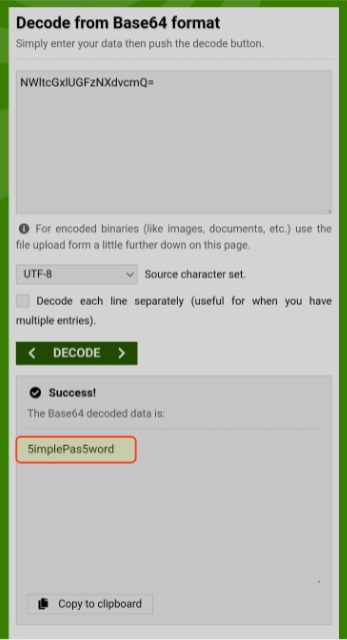 Decode from Base64 format
Simply enter your data then push the decode button.
NWltcGxlUGFzNXdvcmQ=
For encoded binaries (like images, documents, etc.) use the
file upload form a little further down on this page.
UTF-8 Source character set.
Decode each line separately (useful for when you have
multiple entries).
< DECODE >
Success!
The Base64 decoded data is:
5implePas5word
Copy to clipboard